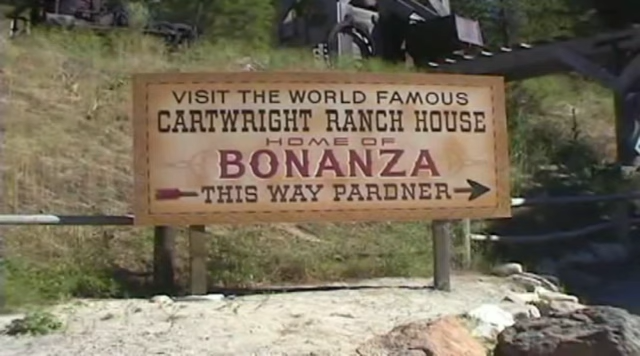 VISIT THE WORLD FAMOUS
CARTWRIGHT RANCH HOUSE
HOME OF
BONANZA
THIS WAY PARDNER